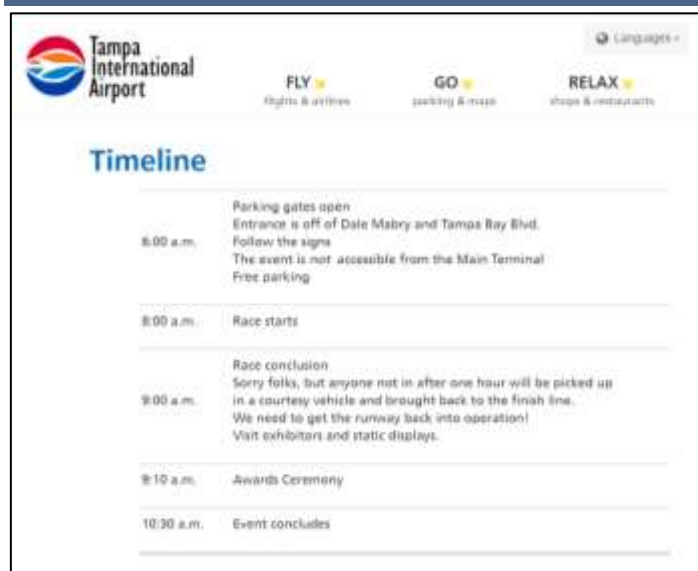 Tampa
International
Airport
Languages
FLY
flights & airlines
GO
parking & maps
RELAX
shops & restaurants
Timeline
6:00 a.m.
Parking gates open
Entrance is off of Dale Mabry and Tampa Bay Blvd.
Follow the signs
The event is not accessible from the Main Terminal
Free parking
8:00 a.m.
Race starts
9:00 a.m.
Race conclusion
Sorry folks, but anyone not in after one hour will be picked up
in a courtesy vehicle and brought back to the finish line.
We need to get the runway back into operation!
Visit exhibitors and static displays.
9:10 a.m.
Awards Ceremony
10:30 a.m.
Event concludes